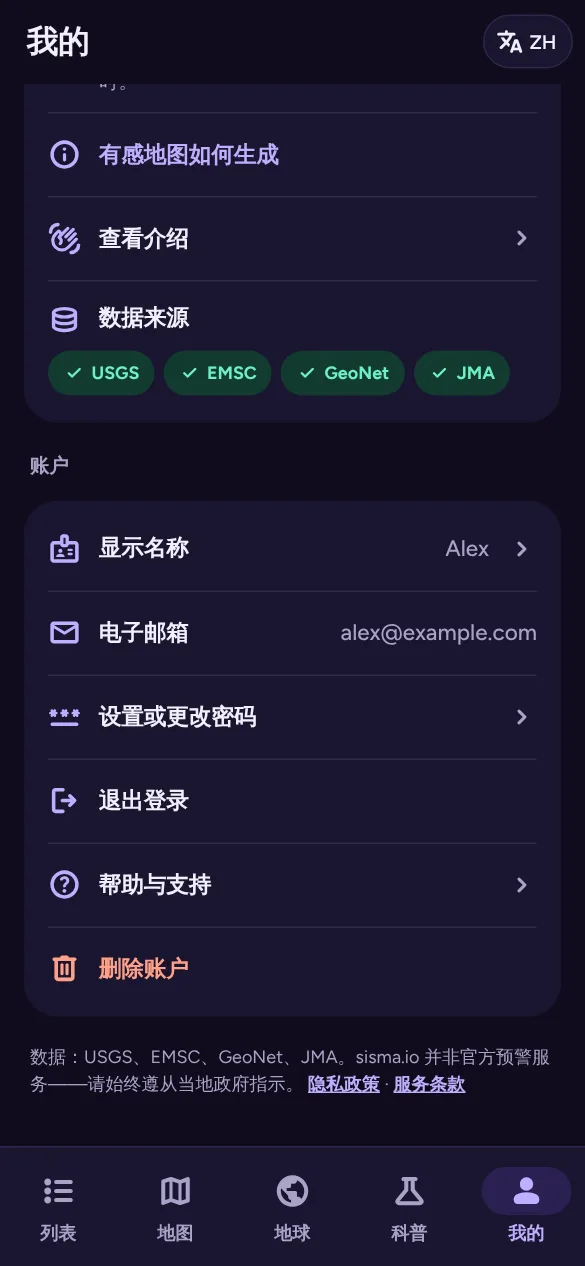 我的
ZH
有感地图如何生成
查看介绍
数据来源
USGS
EMSC
GeoNet
JMA
账户
显示名称 Alex
电子邮箱 alex@example.com
设置或更改密码
退出登录
帮助与支持
删除账户
数据：USGS、EMSC、GeoNet、JMA。sisma.io 并非官方预警服
务——请始终遵从当地政府指示。 隐私政策 · 服务条款
列表
地图
地球
科普
我的